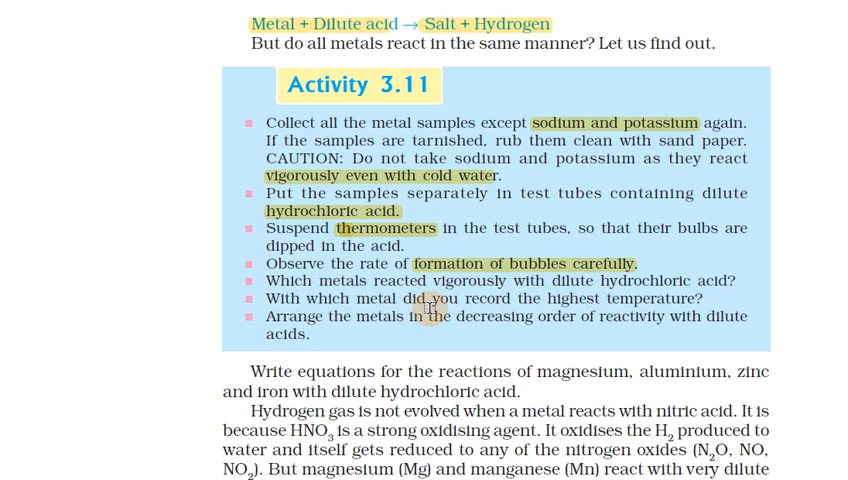 Metal + Dilute acid → Salt + Hydrogen
But do all metals react in the same manner? Let us find out.
Activity 3.11
■ Collect all the metal samples except sodium and potassium again.
If the samples are tarnished, rub them clean with sand paper.
CAUTION: Do not take sodium and potassium as they react
vigorously even with cold water.
■ Put the samples separately in test tubes containing dilute
hydrochloric acid.
■ Suspend thermometers in the test tubes, so that their bulbs are
dipped in the acid.
■ Observe the rate of formation of bubbles carefully.
■ Which metals reacted vigorously with dilute hydrochloric acid?
■ With which metal did you record the highest temperature?
■ Arrange the metals in the decreasing order of reactivity with dilute
acids.
Write equations for the reactions of magnesium, aluminium, zinc
and iron with dilute hydrochloric acid.
Hydrogen gas is not evolved when a metal reacts with nitric acid. It is
because HNO₃ is a strong oxidising agent. It oxidises the H₂ produced to
water and itself gets reduced to any of the nitrogen oxides (N₂O, NO,
NO₂). But magnesium (Mg) and manganese (Mn) react with very dilute